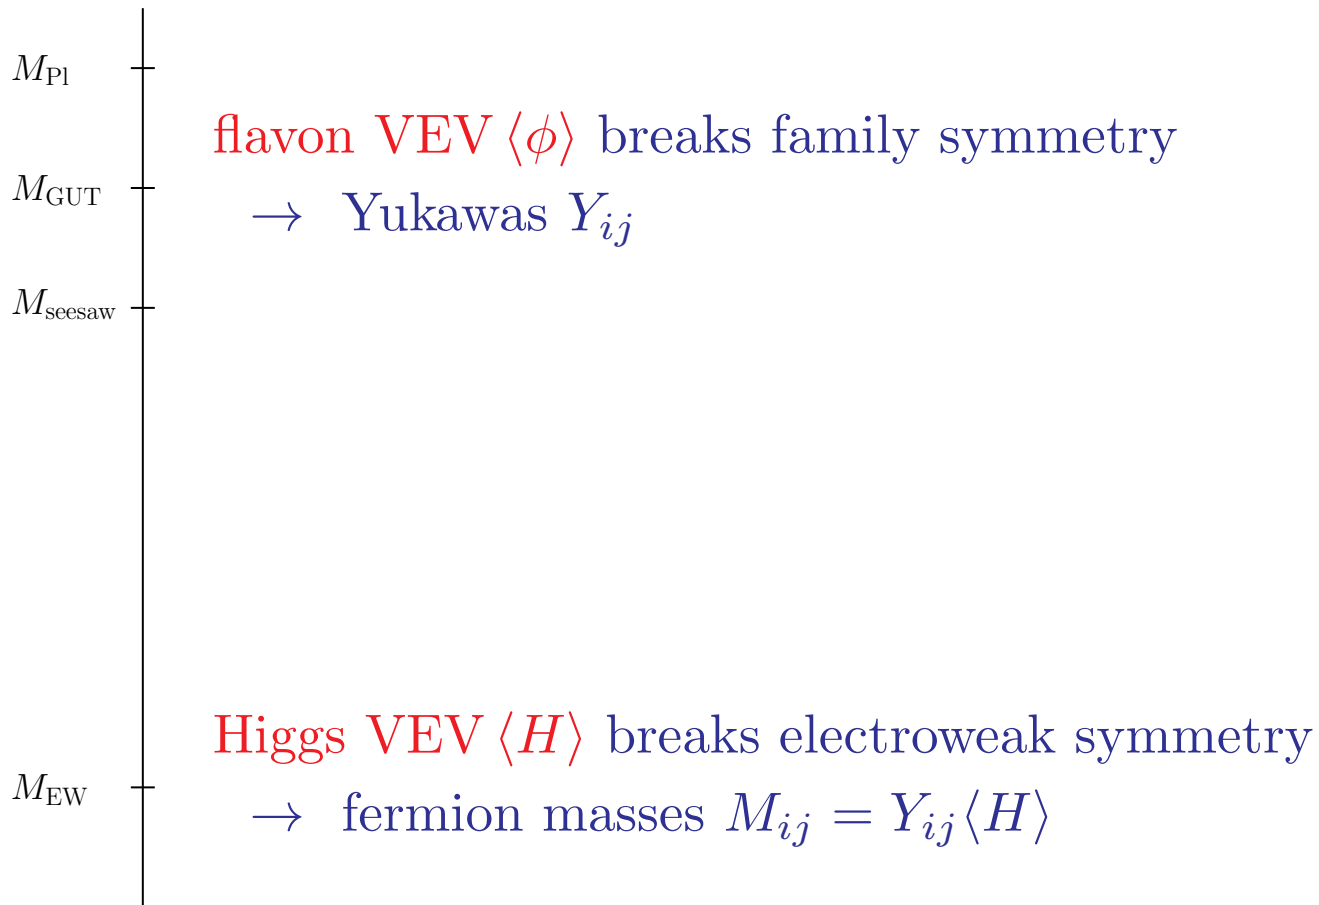 M_Pl
flavon VEV ⟨ϕ⟩ breaks family symmetry
M_GUT
→ Yukawas Y_ij
M_seesaw
Higgs VEV ⟨H⟩ breaks electroweak symmetry
M_EW
→ fermion masses M_ij = Y_ij⟨H⟩